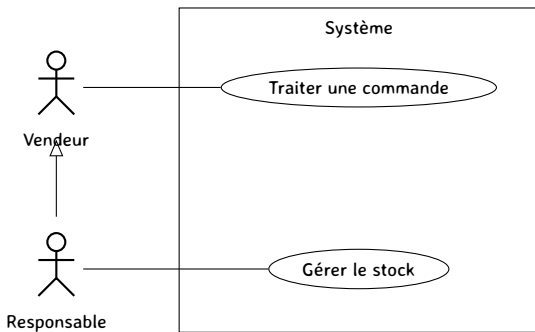 Système
Traiter une commande
Vendeur
Gérer le stock
Responsable